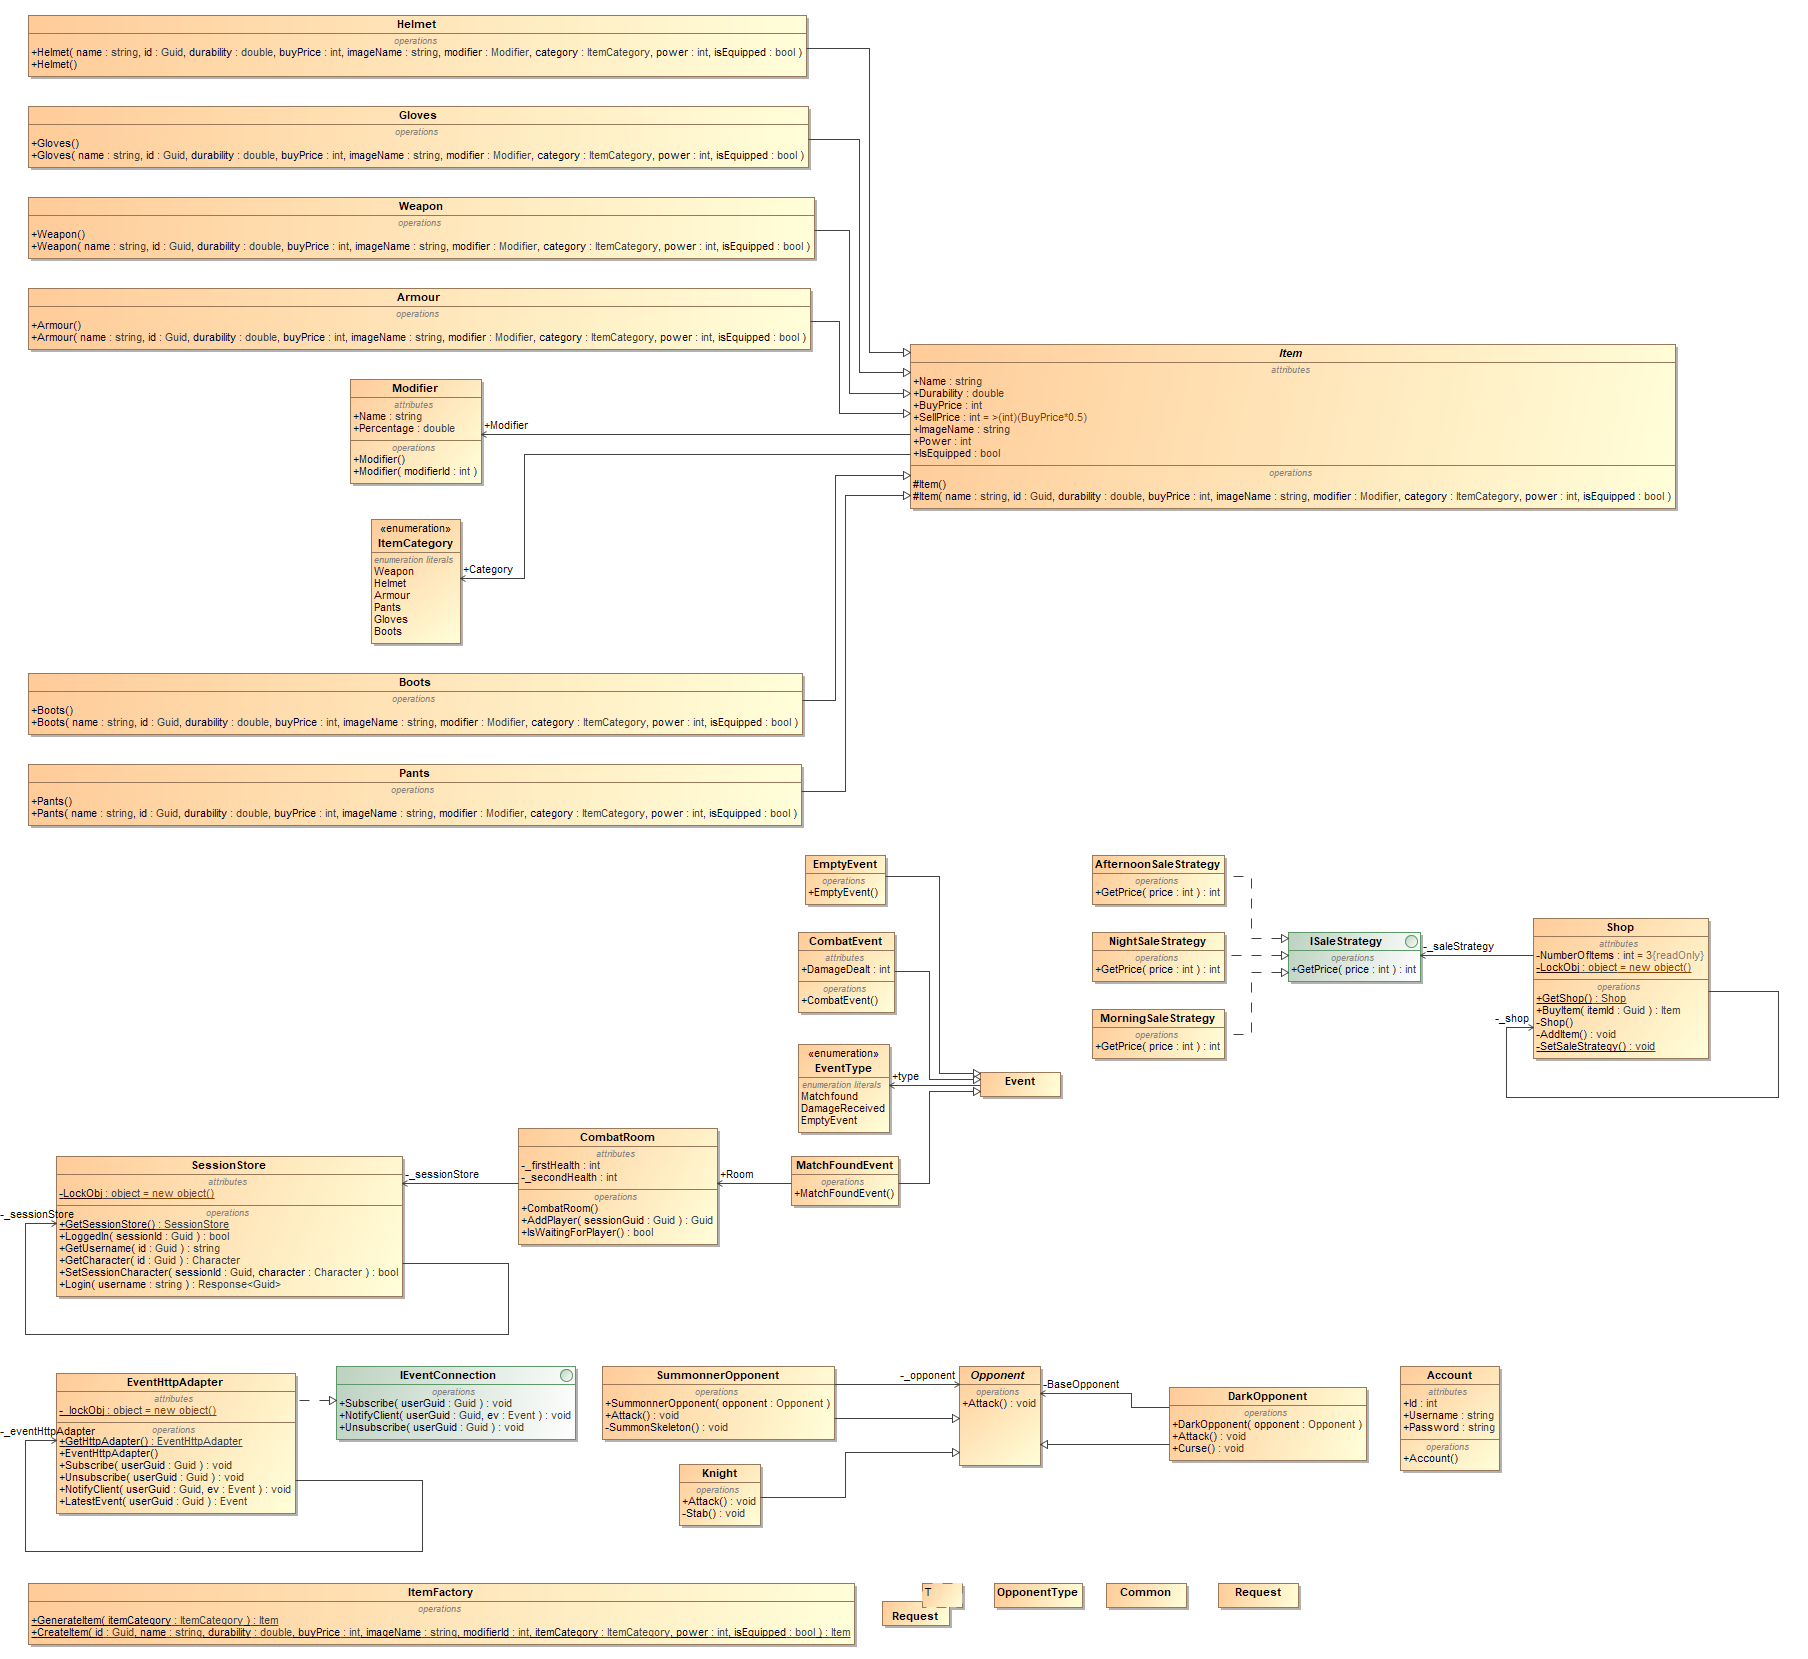 Helmet
operations
+Helmet( name : string, id : Guid, durability : double, buyPrice : int, imageName : string, modifier : Modifier, category : ItemCategory, power : int, isEquipped : bool )
+Helmet()
Gloves
operations
+Gloves()
+Gloves( name : string, id : Guid, durability : double, buyPrice : int, imageName : string, modifier : Modifier, category : ItemCategory, power : int, isEquipped : bool )
Weapon
operations
+Weapon()
+Weapon( name : string, id : Guid, durability : double, buyPrice : int, imageName : string, modifier : Modifier, category : ItemCategory, power : int, isEquipped : bool )
Armour
operations
+Armour()
+Armour( name : string, id : Guid, durability : double, buyPrice : int, imageName : string, modifier : Modifier, category : ItemCategory, power : int, isEquipped : bool )
Item
attributes
+Name : string
+Durability : double
+BuyPrice : int
+SellPrice : int = >(int)(BuyPrice*0.5)
+ImageName : string
+Power : int
+IsEquipped : bool
operations
#Item()
#Item( name : string, id : Guid, durability : double, buyPrice : int, imageName : string, modifier : Modifier, category : ItemCategory, power : int, isEquipped : bool )
Modifier
attributes
+Name : string
+Percentage : double
operations
+Modifier()
+Modifier( modifierId : int )
+Modifier
«enumeration»
ItemCategory
enumeration literals
Weapon
Helmet
Armour
Pants
Gloves
Boots
+Category
Boots
operations
+Boots()
+Boots( name : string, id : Guid, durability : double, buyPrice : int, imageName : string, modifier : Modifier, category : ItemCategory, power : int, isEquipped : bool )
Pants
operations
+Pants()
+Pants( name : string, id : Guid, durability : double, buyPrice : int, imageName : string, modifier : Modifier, category : ItemCategory, power : int, isEquipped : bool )
EmptyEvent
operations
+EmptyEvent()
CombatEvent
attributes
+DamageDealt : int
operations
+CombatEvent()
«enumeration»
EventType
enumeration literals
Matchfound
DamageReceived
EmptyEvent
+type
Event
AfternoonSaleStrategy
operations
+GetPrice( price : int ) : int
NightSaleStrategy
operations
+GetPrice( price : int ) : int
MorningSaleStrategy
operations
+GetPrice( price : int ) : int
ISaleStrategy
operations
+GetPrice( price : int ) : int
-_saleStrategy
Shop
attributes
-NumberOfItems : int = 3{readOnly}
-LockObj : object = new object()
operations
+GetShop() : Shop
+BuyItem( itemId : Guid ) : Item
-Shop()
-AddItem() : void
-SetSaleStrategy() : void
-_shop
SessionStore
attributes
-LockObj : object = new object()
operations
+GetSessionStore() : SessionStore
+LoggedIn( sessionId : Guid ) : bool
+GetUsername( id : Guid ) : string
+GetCharacter( id : Guid ) : Character
+SetSessionCharacter( sessionId : Guid, character : Character ) : bool
+Login( username : string ) : Response<Guid>
-_sessionStore
-_sessionStore
CombatRoom
attributes
-_firstHealth : int
-_secondHealth : int
operations
+CombatRoom()
+AddPlayer( sessionGuid : Guid ) : Guid
+IsWaitingForPlayer() : bool
+Room
MatchFoundEvent
operations
+MatchFoundEvent()
EventHttpAdapter
attributes
-_lockObj : object = new object()
operations
+GetHttpAdapter() : EventHttpAdapter
+EventHttpAdapter()
+Subscribe( userGuid : Guid ) : void
+Unsubscribe( userGuid : Guid ) : void
+NotifyClient( userGuid : Guid, ev : Event ) : void
+LatestEvent( userGuid : Guid ) : Event
-_eventHttpAdapter
IEventConnection
operations
+Subscribe( userGuid : Guid ) : void
+NotifyClient( userGuid : Guid, ev : Event ) : void
+Unsubscribe( userGuid : Guid ) : void
SummonnerOpponent
operations
+SummonnerOpponent( opponent : Opponent )
+Attack() : void
-SummonSkeleton() : void
-_opponent
Opponent
operations
+Attack() : void
-BaseOpponent
DarkOpponent
operations
+DarkOpponent( opponent : Opponent )
+Attack() : void
+Curse() : void
Account
attributes
+Id : int
+Username : string
+Password : string
operations
+Account()
Knight
operations
+Attack() : void
-Stab() : void
ItemFactory
operations
+GenerateItem( itemCategory : ItemCategory ) : Item
+CreateItem( id : Guid, name : string, durability : double, buyPrice : int, imageName : string, modifierId : int, itemCategory : ItemCategory, power : int, isEquipped : bool ) : Item
T
Request
OpponentType
Common
Request